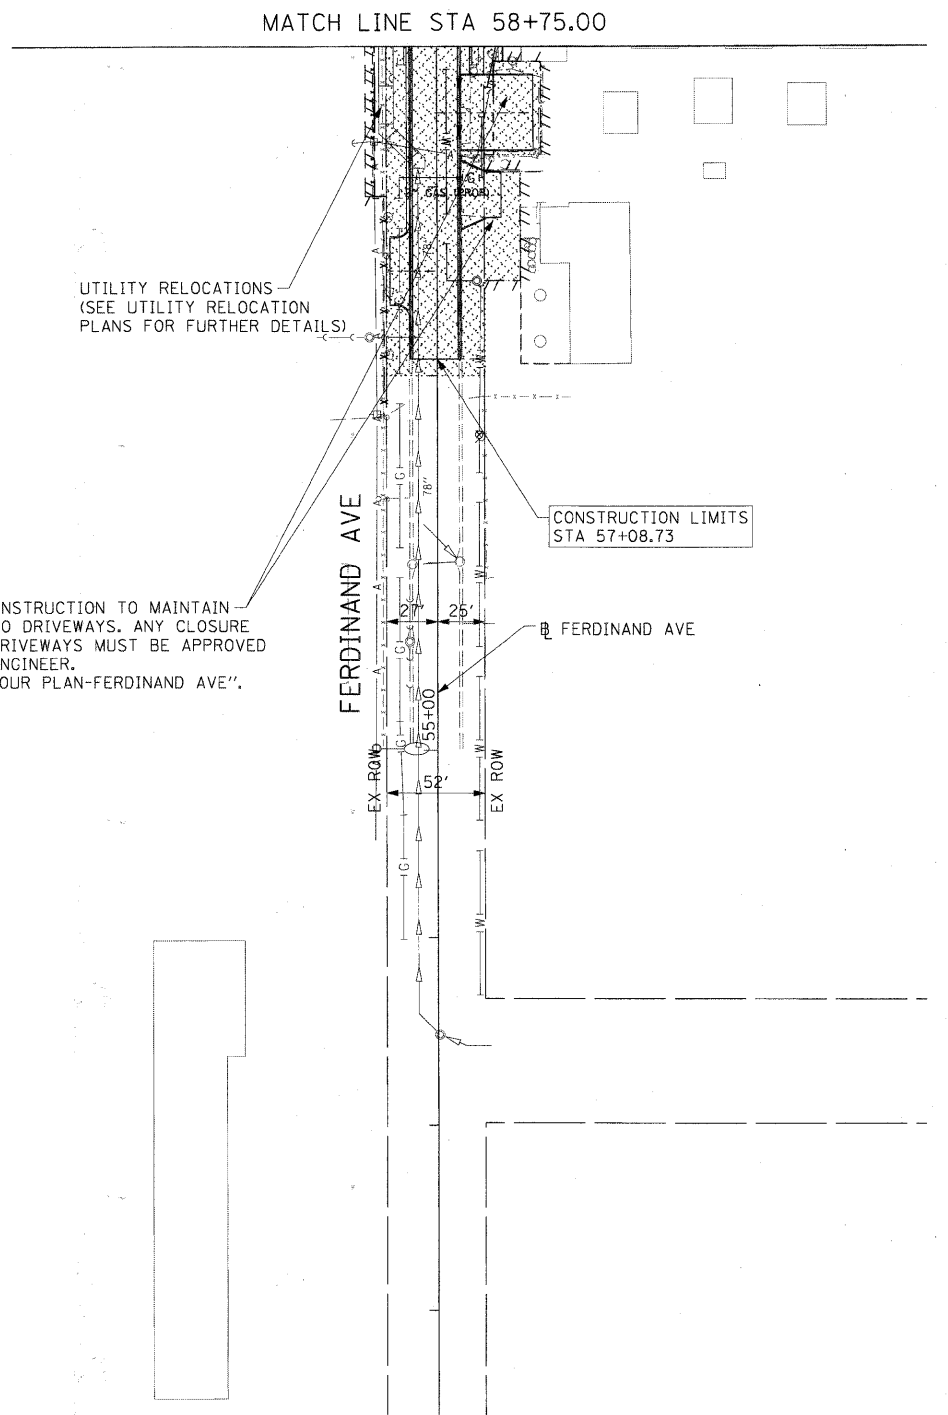 MATCH LINE STA 58+75.00
W
G
2" GAS (PROP)
A
78"
UTILITY RELOCATIONS
(SEE UTILITY RELOCATION
PLANS FOR FURTHER DETAILS)
W
x x x
A
W
G
78"
A
FERDINAND AVE
CONSTRUCTION LIMITS
STA 57+08.73
W
A
NSTRUCTION TO MAINTAIN
O DRIVEWAYS. ANY CLOSURE
RIVEWAYS MUST BE APPROVED
NGINEER.
OUR PLAN-FERDINAND AVE".
27' 25'
℄ FERDINAND AVE
G
A
55+00
G
W
EX ROW
52'
EX ROW
G
W